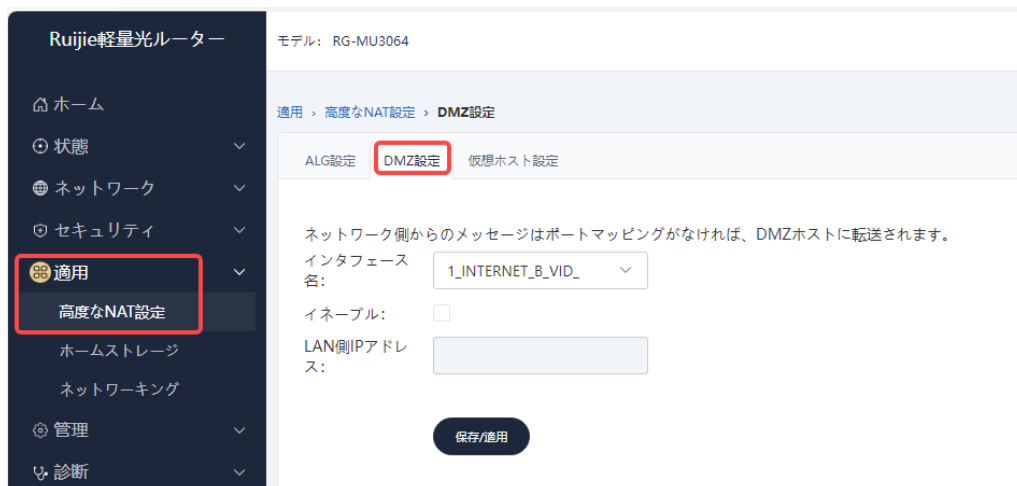 Ruijie軽量光ルーター
モデル: RG-MU3064
ホーム
状態
ネットワーク
セキュリティ
適用
高度なNAT設定
ホームストレージ
ネットワーキング
管理
診断
適用 › 高度なNAT設定 › DMZ設定
ALG設定 DMZ設定 仮想ホスト設定
ネットワーク側からのメッセージはポートマッピングがなければ、DMZホストに転送されます。
インタフェース
名:
1_INTERNET_B_VID_
イネーブル:
LAN側IPアドレ
ス:
保存/適用